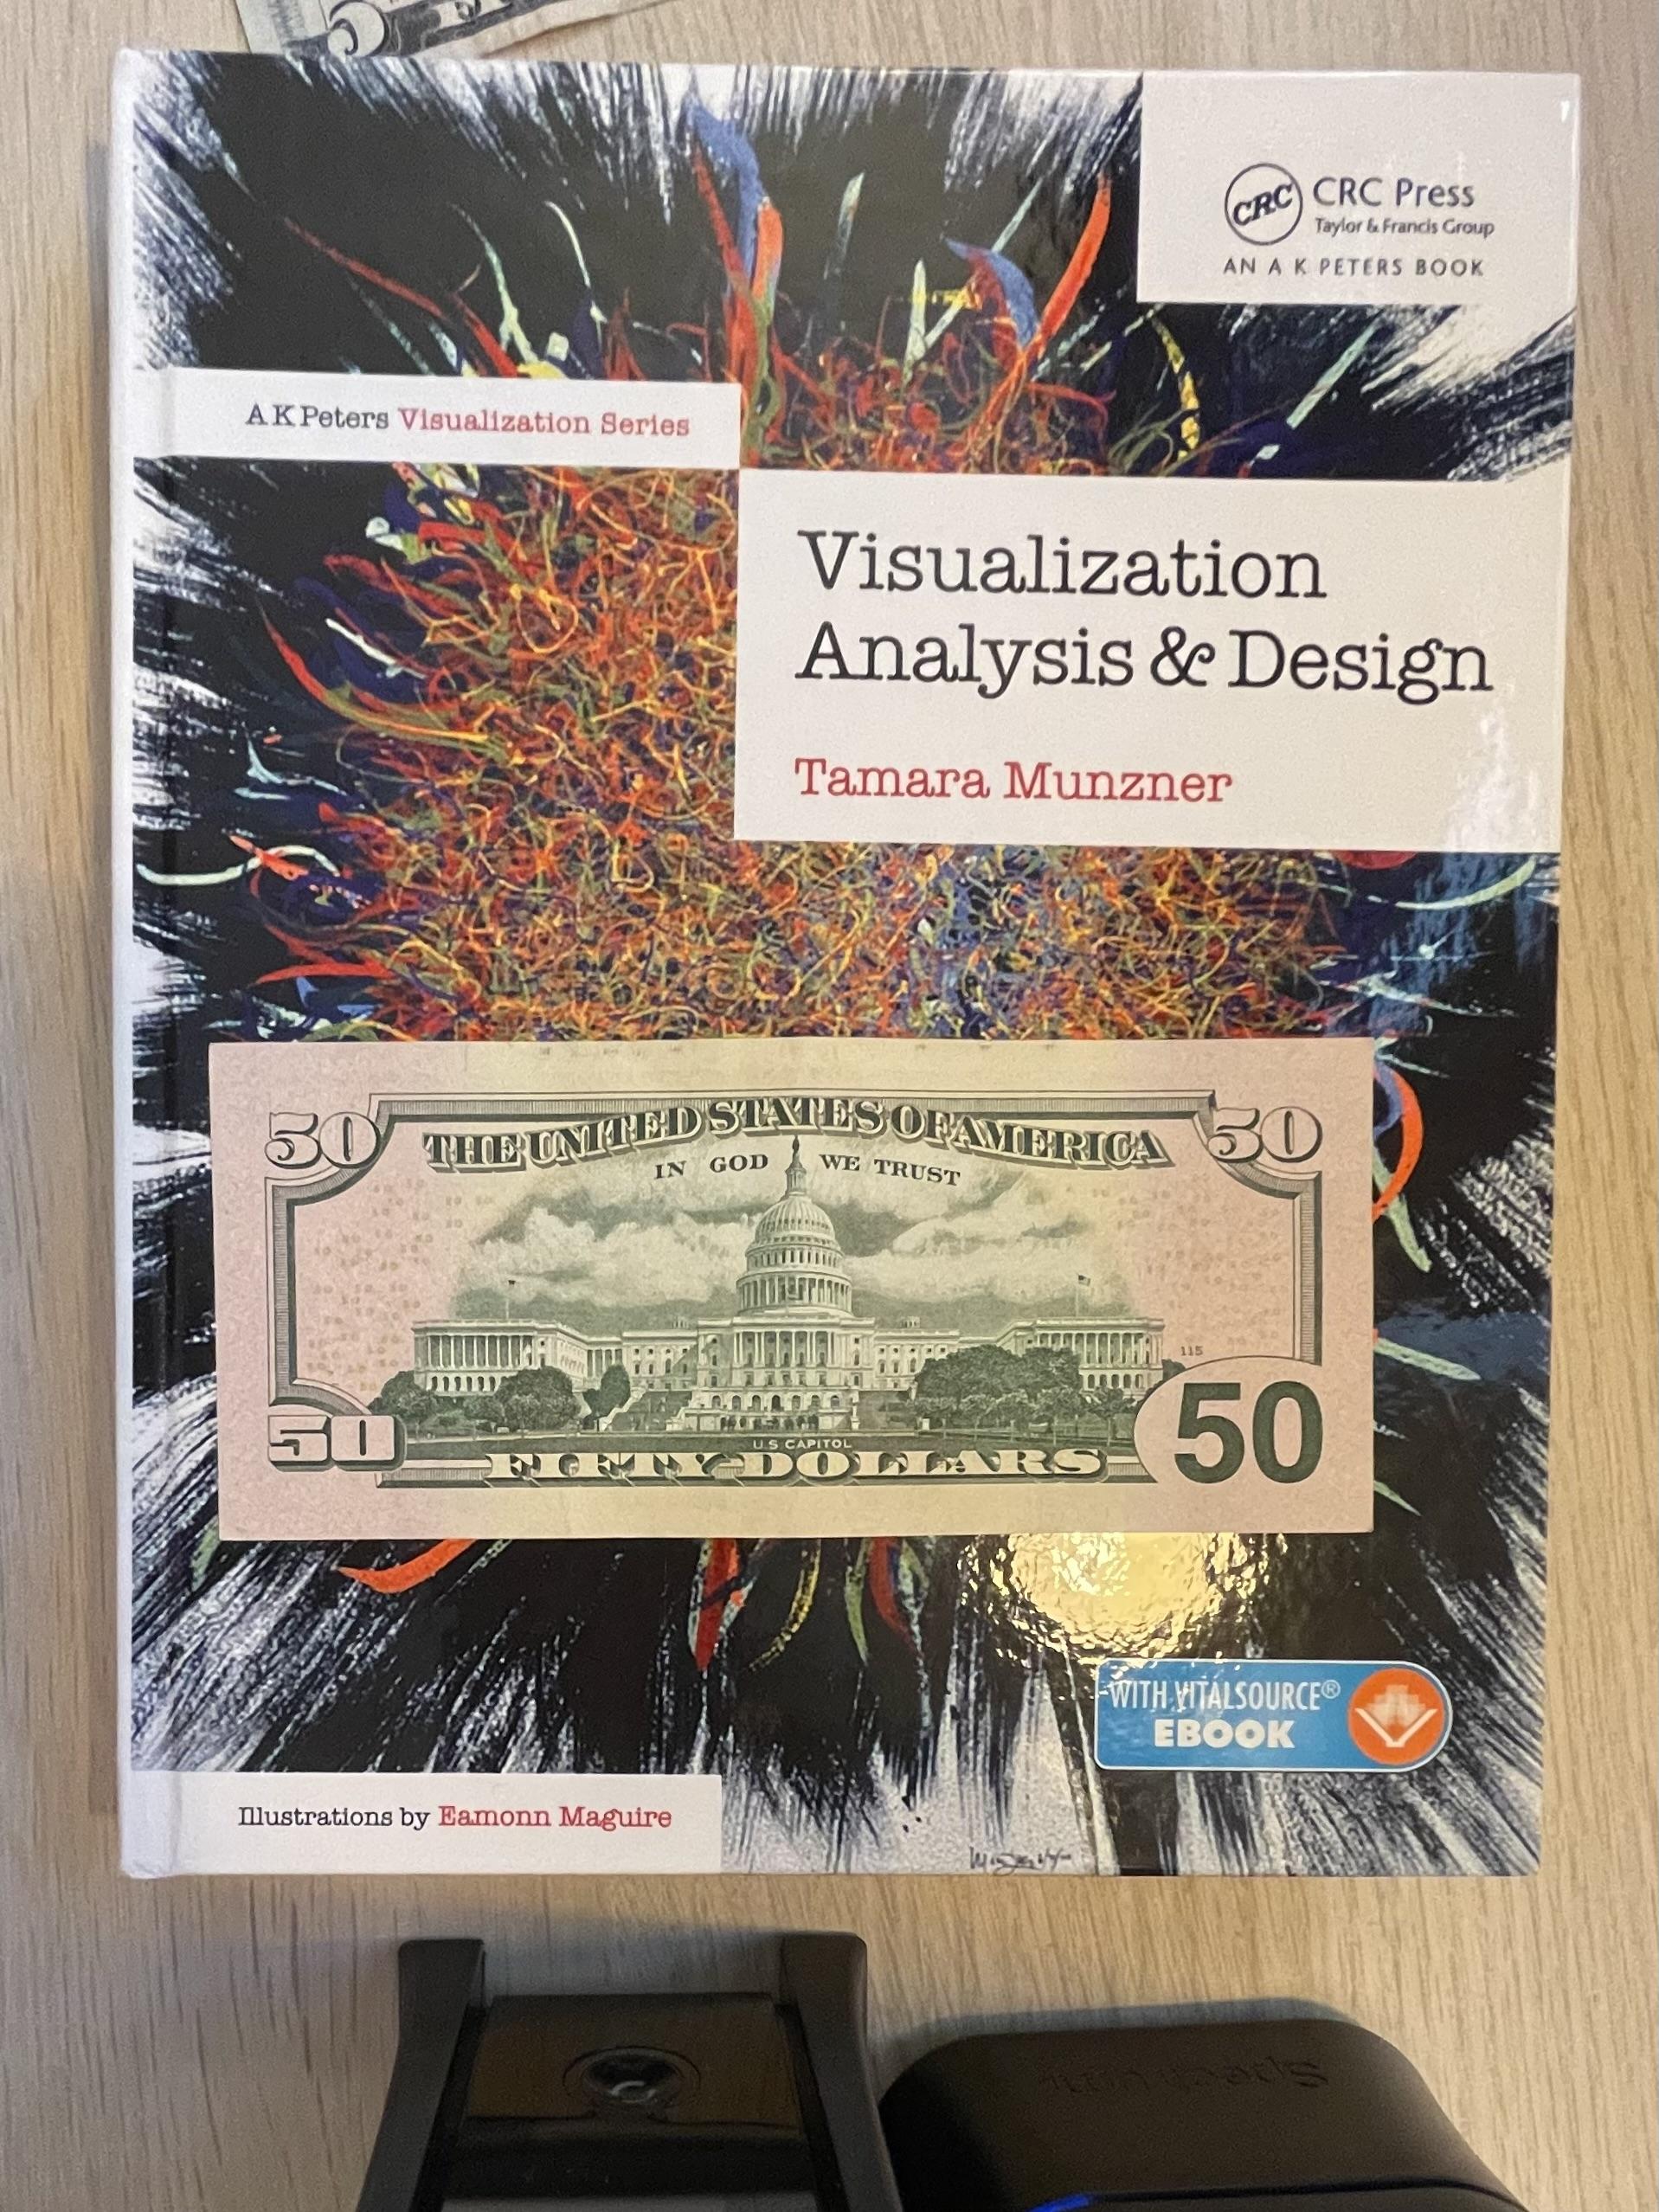 5
CRC
CRC Press
Taylor & Francis Group
AN A K PETERS BOOK
A K Peters Visualization Series
Visualization
Analysis & Design
Tamara Munzner
50
50
THE UNITED STATES OF AMERICA
IN GOD WE TRUST
115
50
U.S CAPITOL
FIFTY DOLLARS
50
WITH VITALSOURCE®
EBOOK
Illustrations by Eamonn Maguire